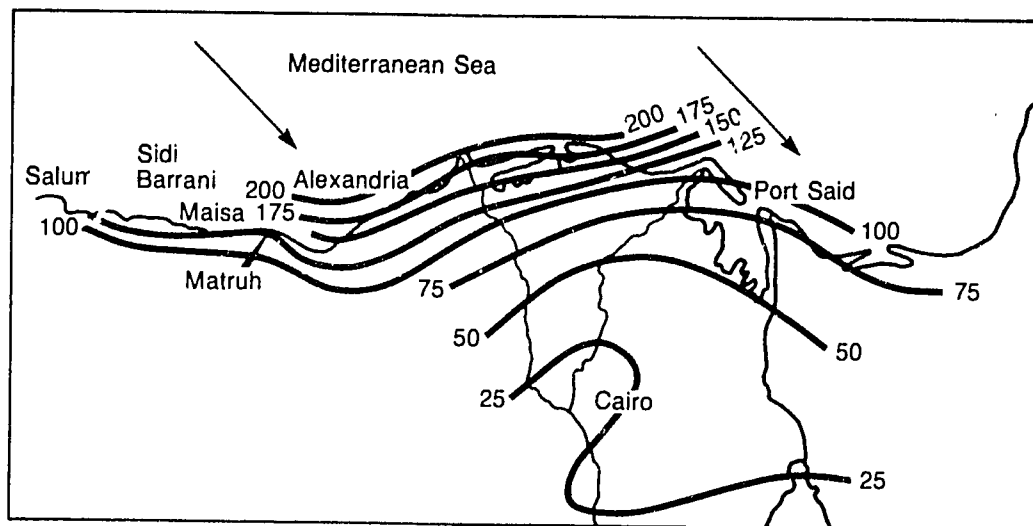 Mediterranean Sea
200
175
150
125
Sidi
Barrani
Salum
Alexandria
200
Maisa
175
Port Said
100
100
Matruh
75
75
50
50
25
Cairo
25